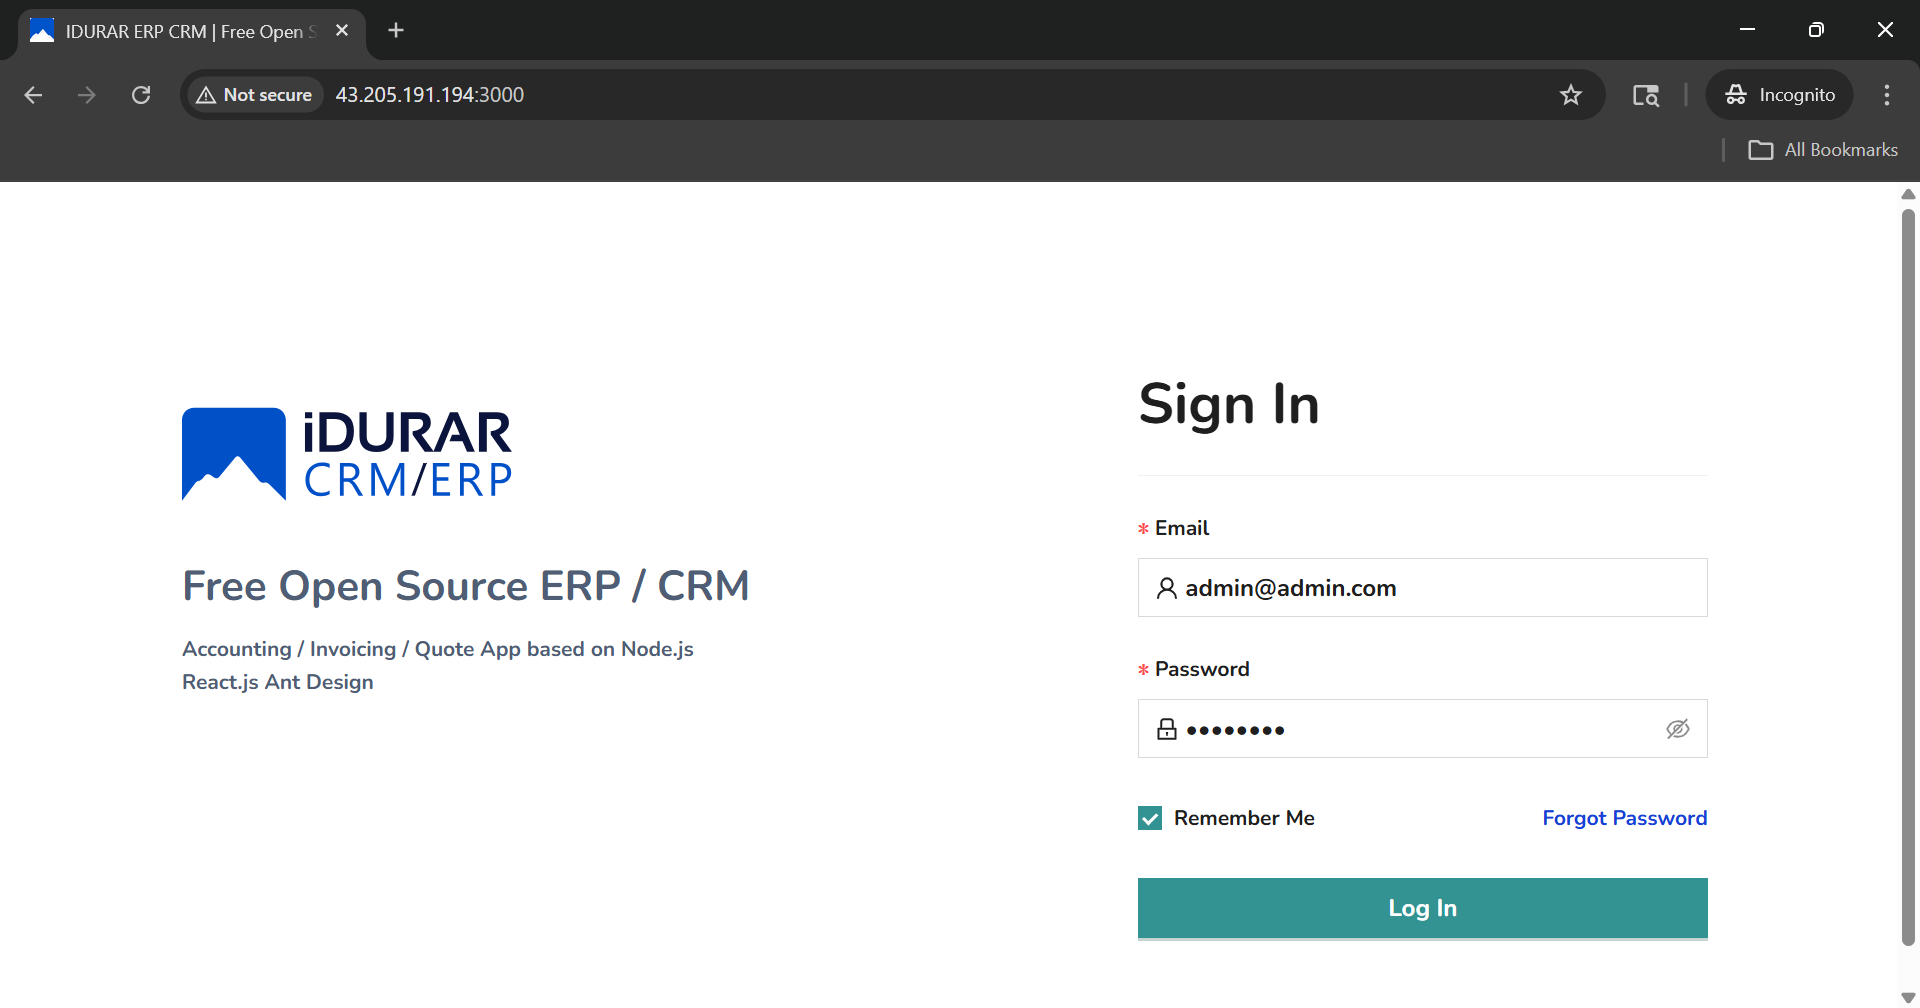 IDURAR ERP CRM | Free Open S
Not secure
43.205.191.194:3000
Incognito
All Bookmarks
iDURAR
CRM/ERP
Free Open Source ERP / CRM
Accounting / Invoicing / Quote App based on Node.js
React.js Ant Design
Sign In
* Email
admin@admin.com
* Password
••••••••
Remember Me
Forgot Password
Log In